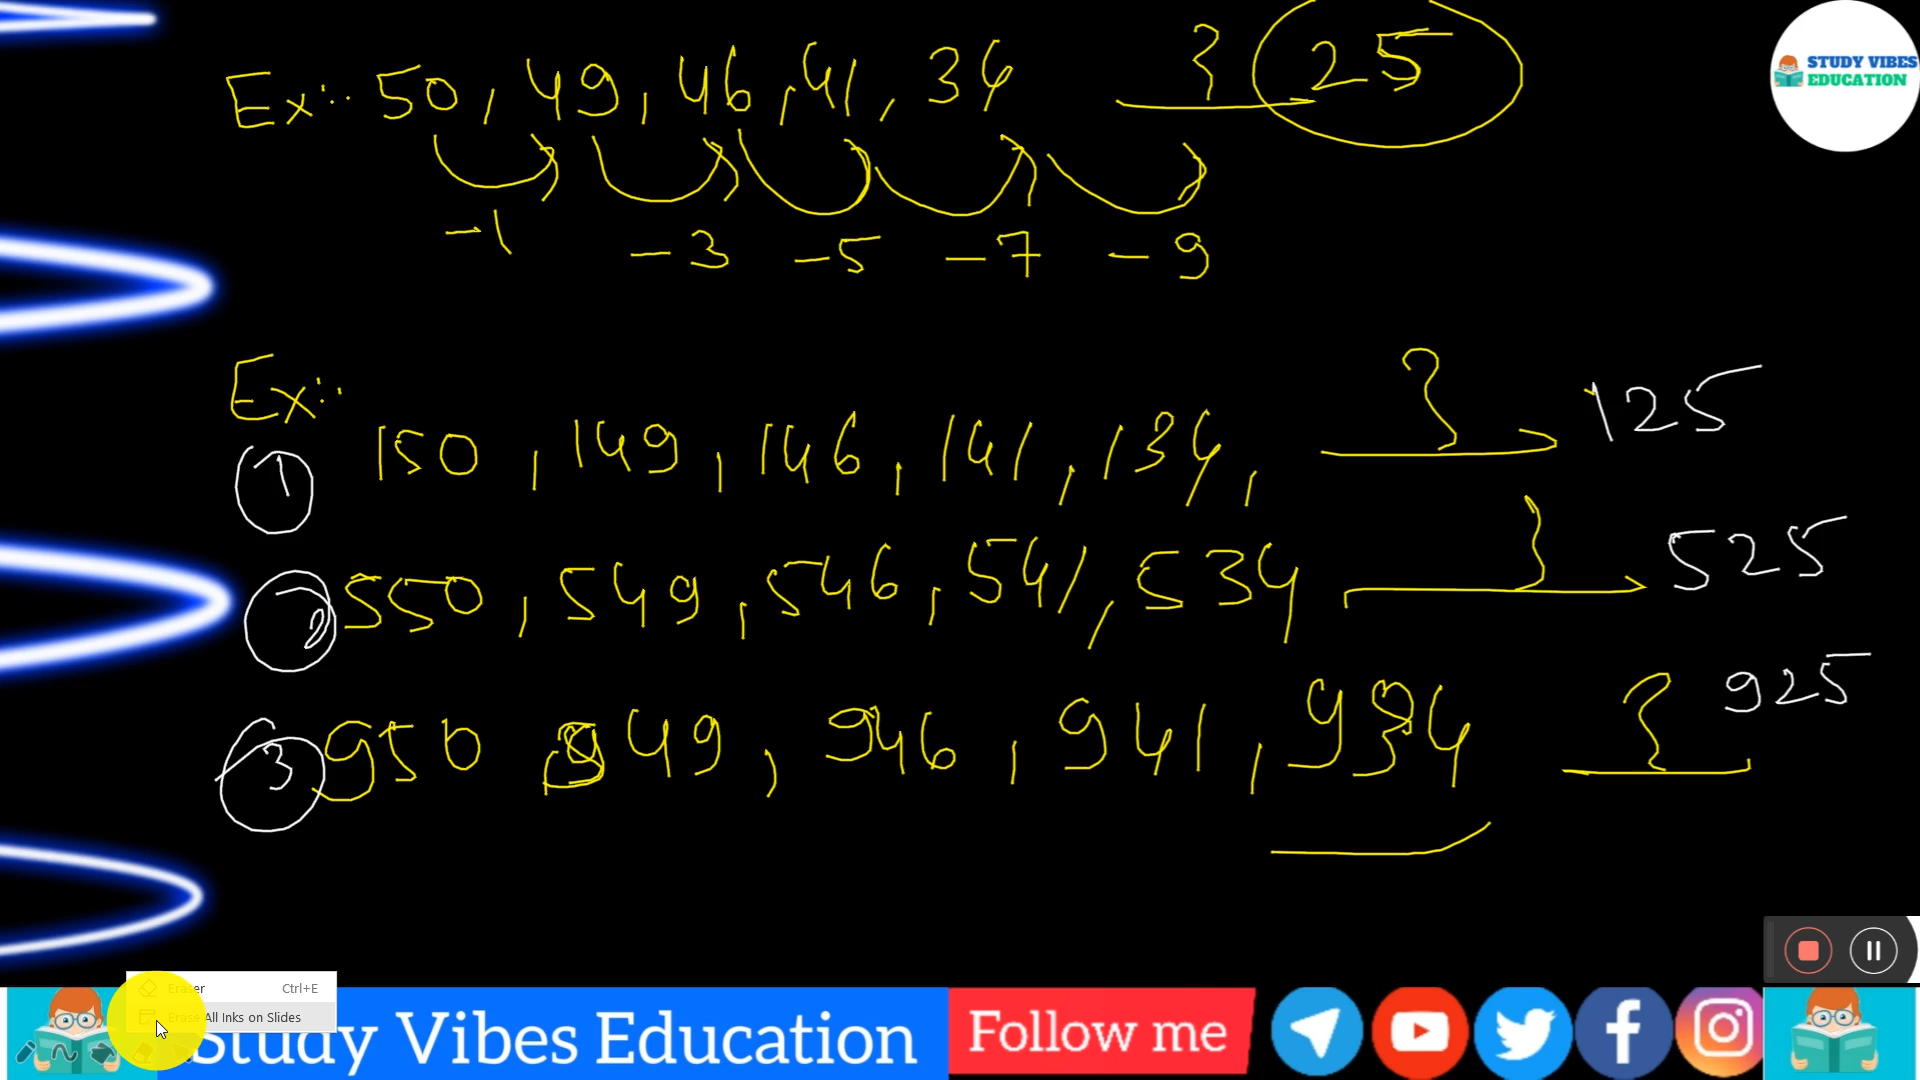 Ex:- 50, 49, 46, 41, 34 ? 25
STUDY VIBES
EDUCATION
-1 -3 -5 -7 -9
Ex:-
1 150, 149, 146, 141, 134, ? 125
2 550, 549, 546, 541, 534 ? 525
3 950, 949, 946, 941, 934 ? 925
Eraser Ctrl+E
Erase All Inks on Slides
Study Vibes Education
Follow me